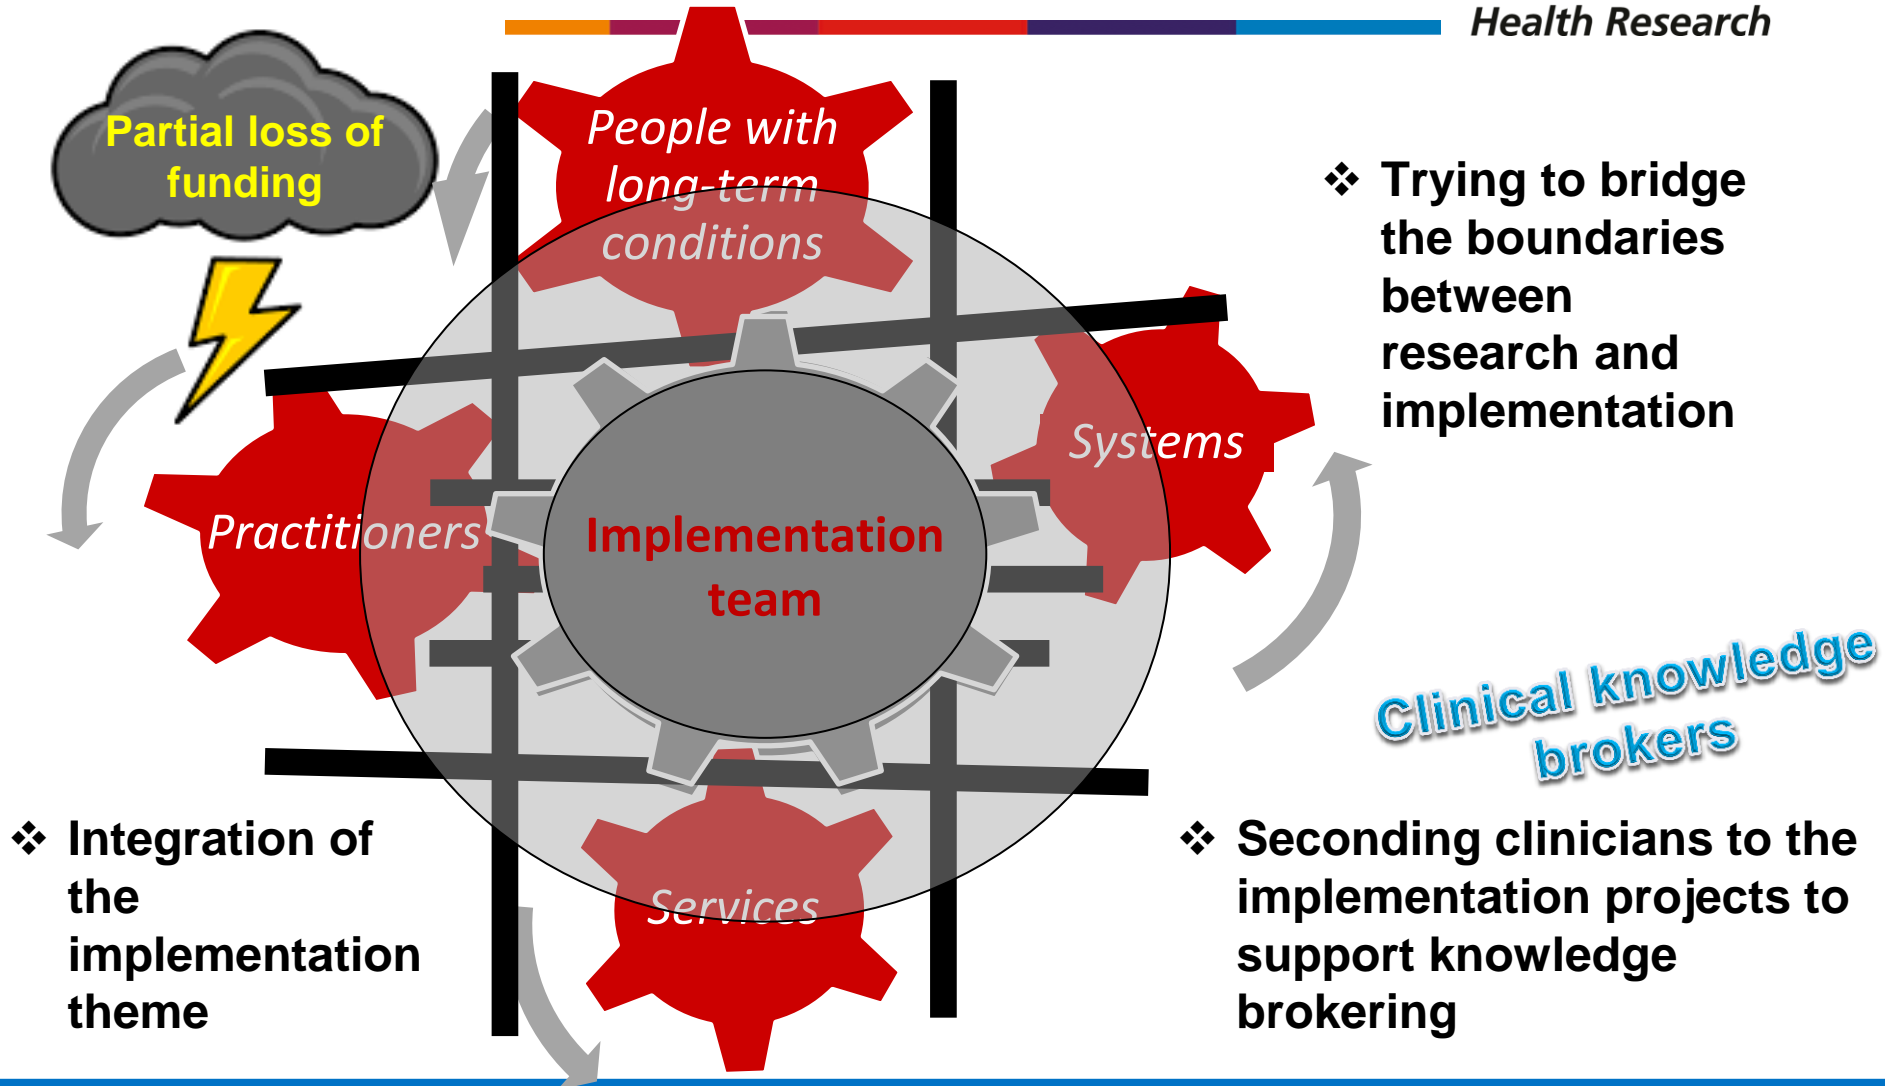 Health Research
Partial loss of
funding
People with
long-term
conditions
❖ Trying to bridge
the boundaries
between
research and
implementation
Systems
Practitioners
Implementation
team
Clinical knowledge
brokers
❖ Integration of
the
implementation
theme
Services
❖ Seconding clinicians to the
implementation projects to
support knowledge
brokering